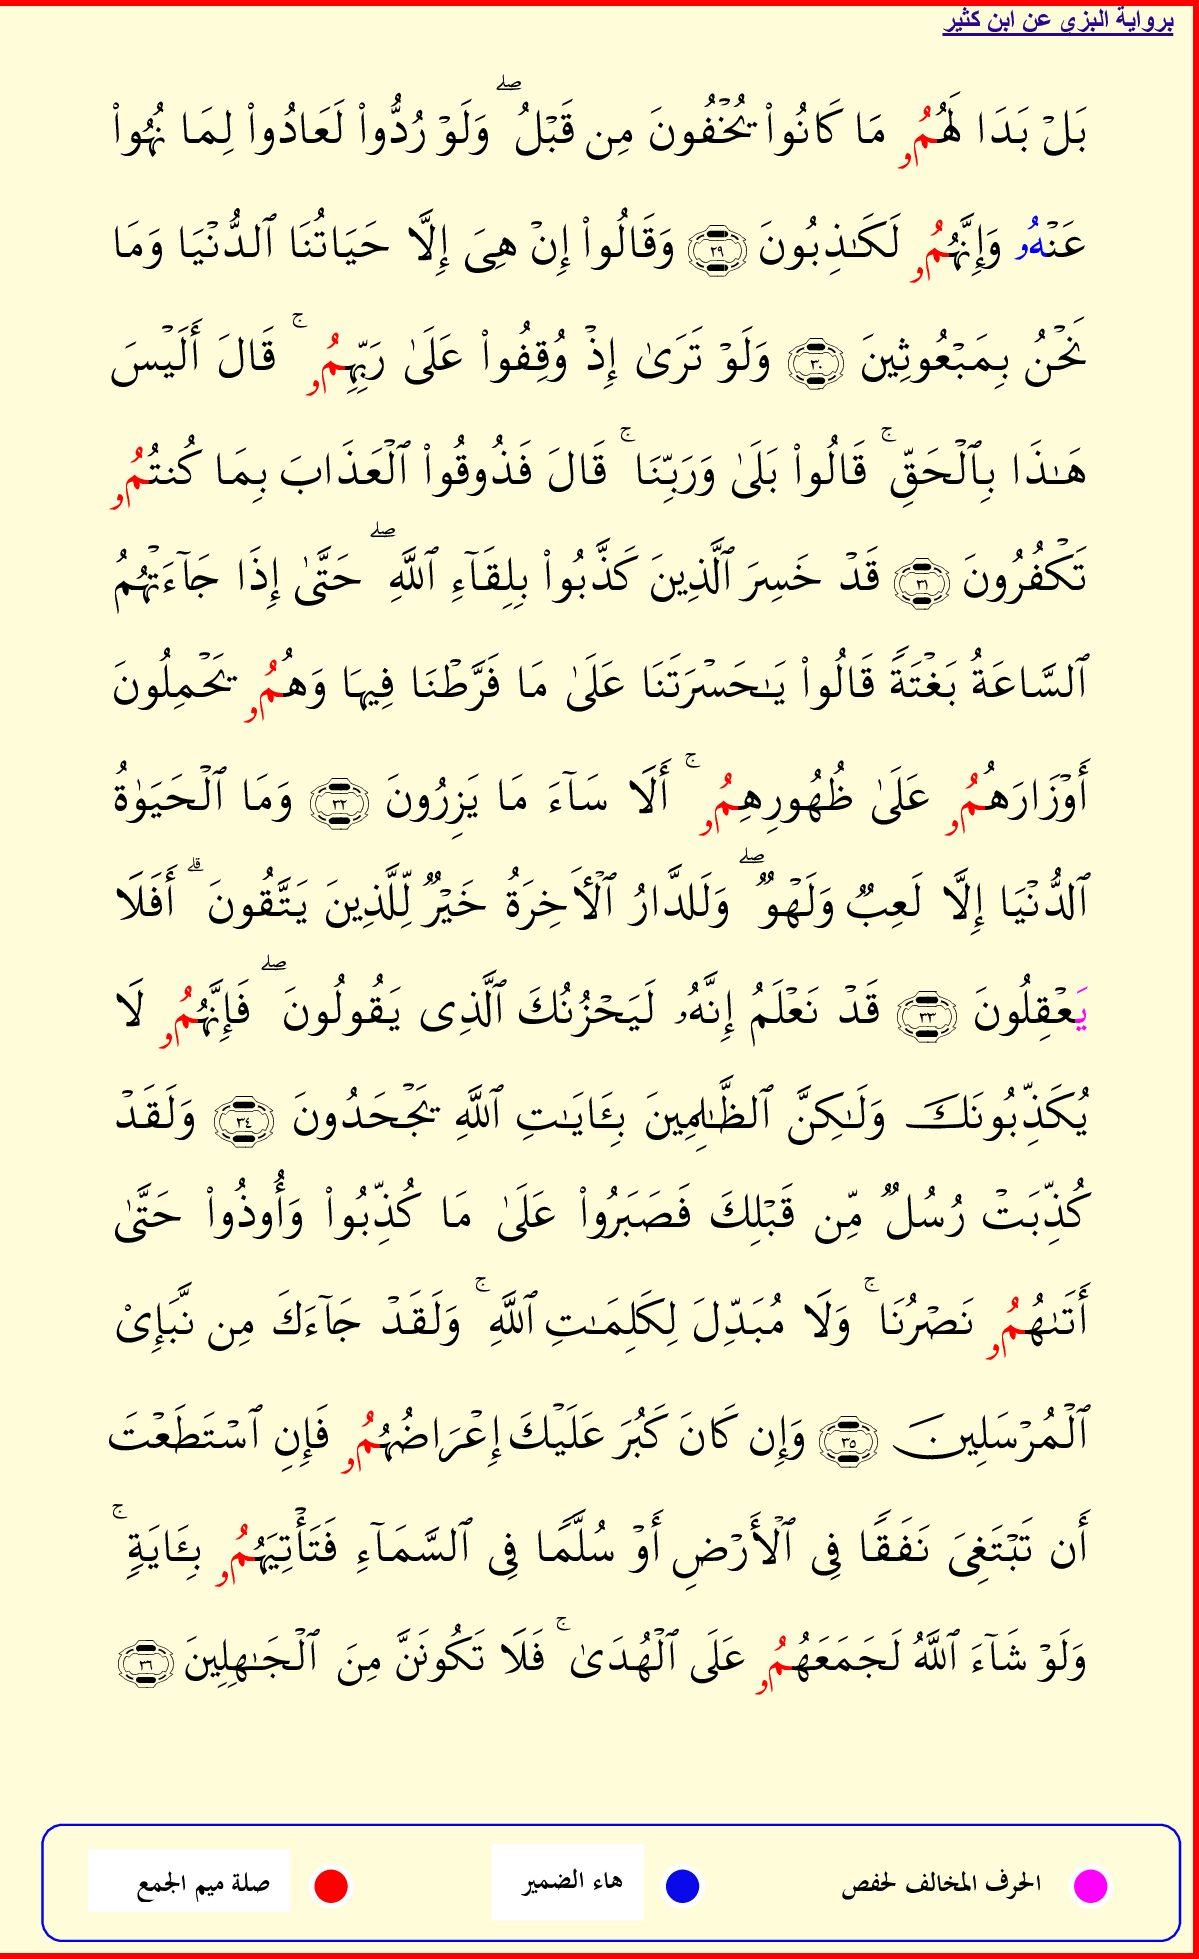 برواية البزى عن ابن كثير
بَلۡ بَدَا لَهُمُۥ مَا كَانُوا۟ يُخۡفُونَ مِن قَبۡلُۖ وَلَوۡ رُدُّوا۟ لَعَادُوا۟ لِمَا نُهُوا۟
عَنۡهُۥ وَإِنَّهُمُۥ لَكَـٰذِبُونَ ٢٩ وَقَالُوا۟ إِنۡ هِىَ إِلَّا حَيَاتُنَا ٱلدُّنۡيَا وَمَا
نَحۡنُ بِمَبۡعُوثِينَ ٣٠ وَلَوۡ تَرَىٰ إِذۡ وُقِفُوا۟ عَلَىٰ رَبِّهِمُۥۚ قَالَ أَلَيۡسَ
هَـٰذَا بِٱلۡحَقِّۚ قَالُوا۟ بَلَىٰ وَرَبِّنَاۚ قَالَ فَذُوقُوا۟ ٱلۡعَذَابَ بِمَا كُنتُمُۥ
تَكۡفُرُونَ ٣١ قَدۡ خَسِرَ ٱلَّذِينَ كَذَّبُوا۟ بِلِقَآءِ ٱللَّهِۖ حَتَّىٰ إِذَا جَآءَتۡهُمُ
ٱلسَّاعَةُ بَغۡتَةً قَالُوا۟ يَـٰحَسۡرَتَنَا عَلَىٰ مَا فَرَّطۡنَا فِيهَا وَهُمُۥ يَحۡمِلُونَ
أَوۡزَارَهُمُۥ عَلَىٰ ظُهُورِهِمُۥۚ أَلَا سَآءَ مَا يَزِرُونَ ٣٢ وَمَا ٱلۡحَيَوٰةُ
ٱلدُّنۡيَا إِلَّا لَعِبٌ وَلَهۡوٌۖ وَلَلدَّارُ ٱلۡأَخِرَةُ خَيۡرٌ لِّلَّذِينَ يَتَّقُونَۗ أَفَلَا
يَعۡقِلُونَ ٣٣ قَدۡ نَعۡلَمُ إِنَّهُۥ لَيَحۡزُنُكَ ٱلَّذِى يَقُولُونَۖ فَإِنَّهُمُۥ لَا
يُكَذِّبُونَكَ وَلَـٰكِنَّ ٱلظَّـٰلِمِينَ بِـَٔايَـٰتِ ٱللَّهِ يَجۡحَدُونَ ٣٤ وَلَقَدۡ
كُذِّبَتۡ رُسُلٌ مِّن قَبۡلِكَ فَصَبَرُوا۟ عَلَىٰ مَا كُذِّبُوا۟ وَأُوذُوا۟ حَتَّىٰ
أَتَىٰهُمُۥ نَصۡرُنَاۚ وَلَا مُبَدِّلَ لِكَلِمَـٰتِ ٱللَّهِۚ وَلَقَدۡ جَآءَكَ مِن نَّبَإِى۟
ٱلۡمُرۡسَلِينَ ٣٥ وَإِن كَانَ كَبُرَ عَلَيۡكَ إِعۡرَاضُهُمُۥ فَإِنِ ٱسۡتَطَعۡتَ
أَن تَبۡتَغِىَ نَفَقًا فِى ٱلۡأَرۡضِ أَوۡ سُلَّمًا فِى ٱلسَّمَآءِ فَتَأۡتِيَهُمُۥ بِـَٔايَةٍۚ
وَلَوۡ شَآءَ ٱللَّهُ لَجَمَعَهُمُۥ عَلَى ٱلۡهُدَىٰۚ فَلَا تَكُونَنَّ مِنَ ٱلۡجَـٰهِلِينَ ٣٦
الحرف المخالف لحفص هاء الضمير صلة ميم الجمع